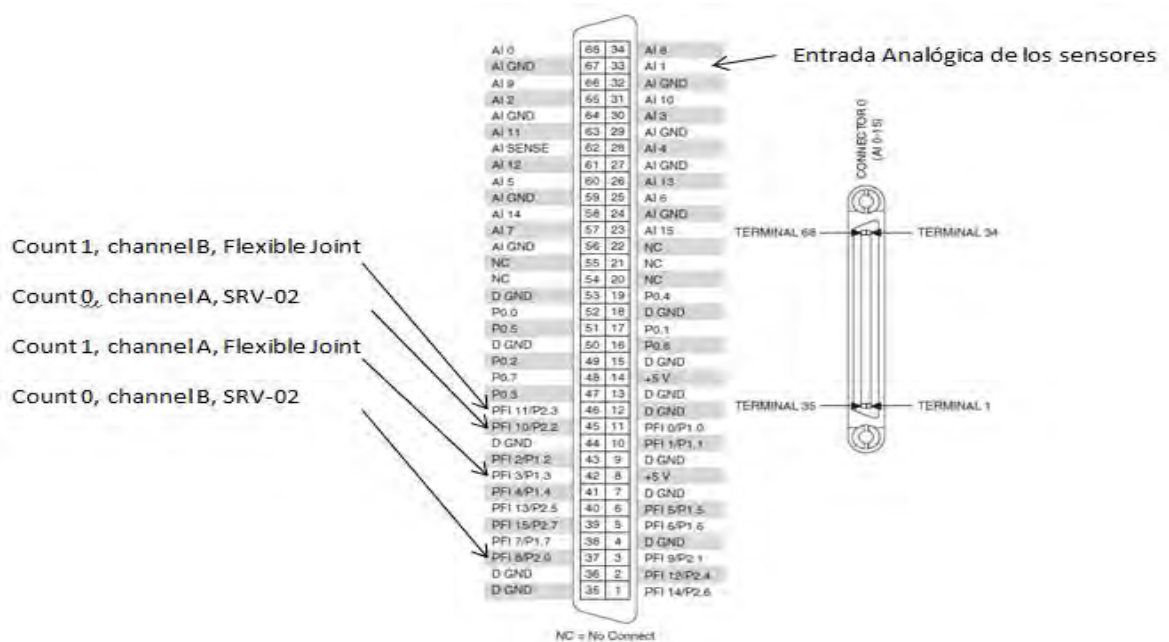 AI 0 68 34 AI 8
AI GND 67 33 AI 1
AI 9 66 32 AI GND
AI 2 65 31 AI 10
AI GND 64 30 AI 3
AI 11 63 29 AI GND
AI SENSE 62 28 AI 4
AI 12 61 27 AI GND
AI 5 60 26 AI 13
AI GND 59 25 AI 6
AI 14 58 24 AI GND
AI 7 57 23 AI 15
AI GND 56 22 NC
NC 55 21 NC
NC 54 20 NC
D GND 53 19 P0.4
P0.0 52 18 D GND
P0.5 51 17 P0.1
D GND 50 16 P0.6
P0.2 49 15 D GND
P0.7 48 14 +5 V
P0.3 47 13 D GND
PFI 11/P2.3 46 12 D GND
PFI 10/P2.2 45 11 PFI 0/P1.0
D GND 44 10 PFI 1/P1.1
PFI 2/P1.2 43 9 D GND
PFI 3/P1.3 42 8 +5 V
PFI 4/P1.4 41 7 D GND
PFI 13/P2.5 40 6 PFI 5/P1.5
PFI 15/P2.7 39 5 PFI 6/P1.6
PFI 7/P1.7 38 4 D GND
PFI 8/P2.0 37 3 PFI 9/P2.1
D GND 36 2 PFI 12/P2.4
D GND 35 1 PFI 14/P2.6
NC = No Connect
Entrada Analógica de los sensores
Count 1, channel B, Flexible Joint
Count 0, channel A, SRV-02
Count 1, channel A, Flexible Joint
Count 0, channel B, SRV-02
CONNECTOR 0
(AI 0-15)
TERMINAL 68
TERMINAL 34
TERMINAL 35
TERMINAL 1